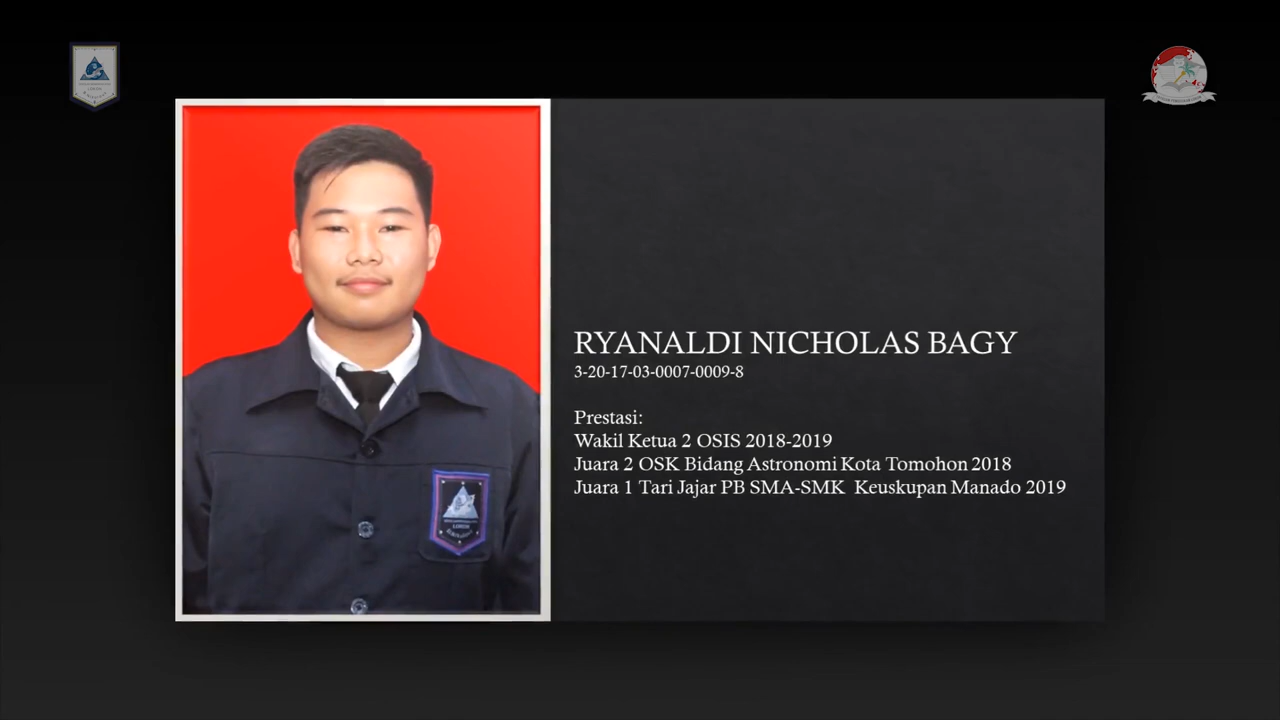 RYANALDI NICHOLAS BAGY
3-20-17-03-0007-0009-8
Prestasi:
Wakil Ketua 2 OSIS 2018-2019
Juara 2 OSK Bidang Astronomi Kota Tomohon 2018
Juara 1 Tari Jajar PB SMA-SMK Keuskupan Manado 2019
LOKON